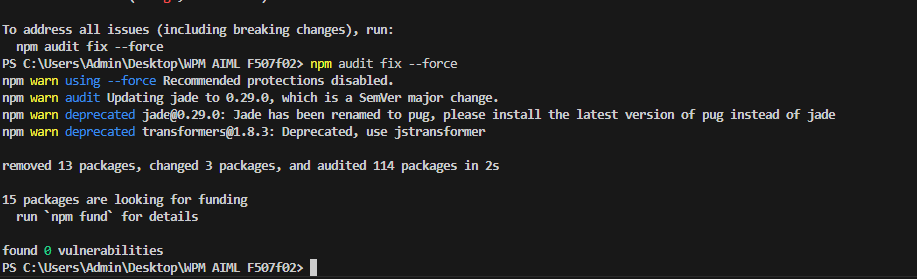 To address all issues (including breaking changes), run:
npm audit fix --force
PS C:\Users\Admin\Desktop\WPM AIML F507f02> npm audit fix --force
npm warn using --force Recommended protections disabled.
npm warn audit Updating jade to 0.29.0, which is a SemVer major change.
npm warn deprecated jade@0.29.0: Jade has been renamed to pug, please install the latest version of pug instead of jade
npm warn deprecated transformers@1.8.3: Deprecated, use jstransformer
removed 13 packages, changed 3 packages, and audited 114 packages in 2s
15 packages are looking for funding
run `npm fund` for details
found 0 vulnerabilities
PS C:\Users\Admin\Desktop\WPM AIML F507f02>